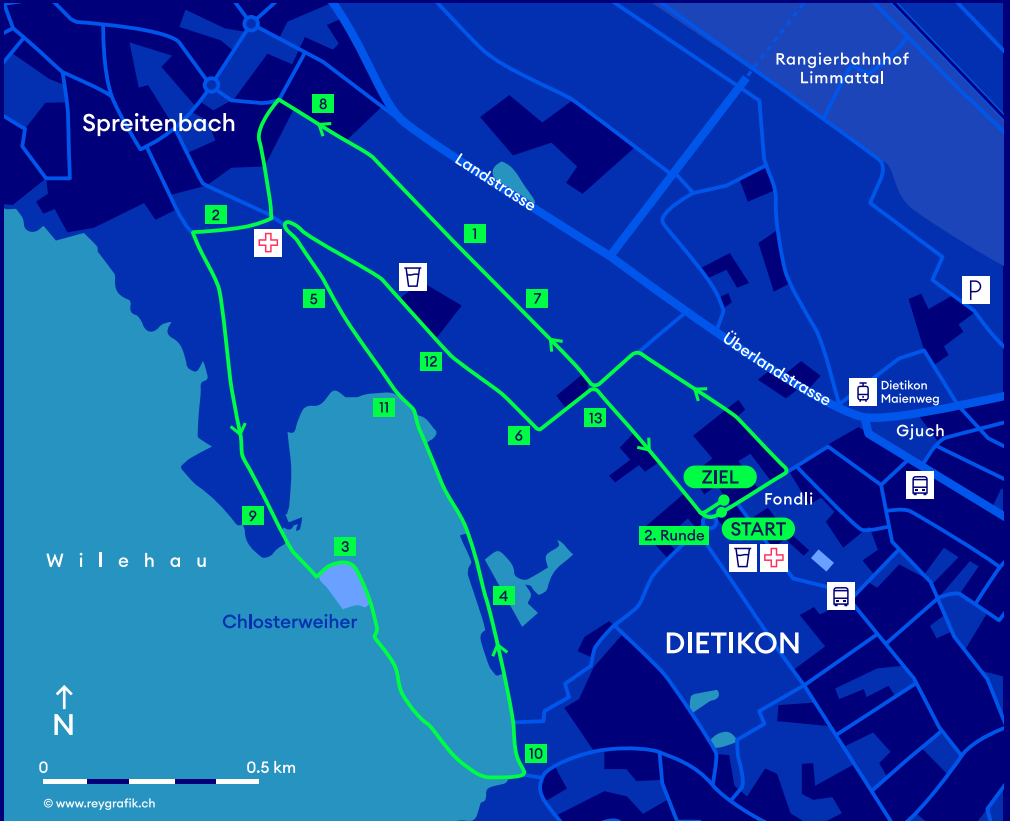 Rangierbahnhof
Limmattal
8
Spreitenbach
Landstrasse
2
1
P
5
7
Überlandstrasse
12
Dietikon
Maienweg
11
13
6
Gjuch
ZIEL
Fondli
9
2. Runde
START
3
Wilehau
4
Chlosterweiher
DIETIKON
N
10
0 0.5 km
© www.reygrafik.ch